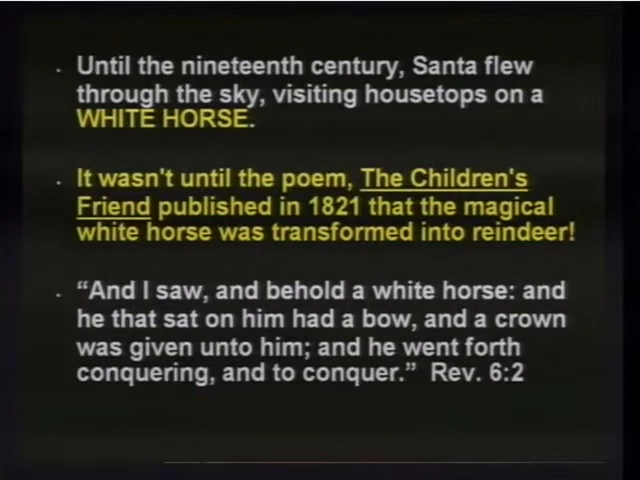 · Until the nineteenth century, Santa flew
through the sky, visiting housetops on a
WHITE HORSE.
· It wasn't until the poem, The Children's
Friend published in 1821 that the magical
white horse was transformed into reindeer!
· “And I saw, and behold a white horse: and
he that sat on him had a bow, and a crown
was given unto him; and he went forth
conquering, and to conquer.” Rev. 6:2